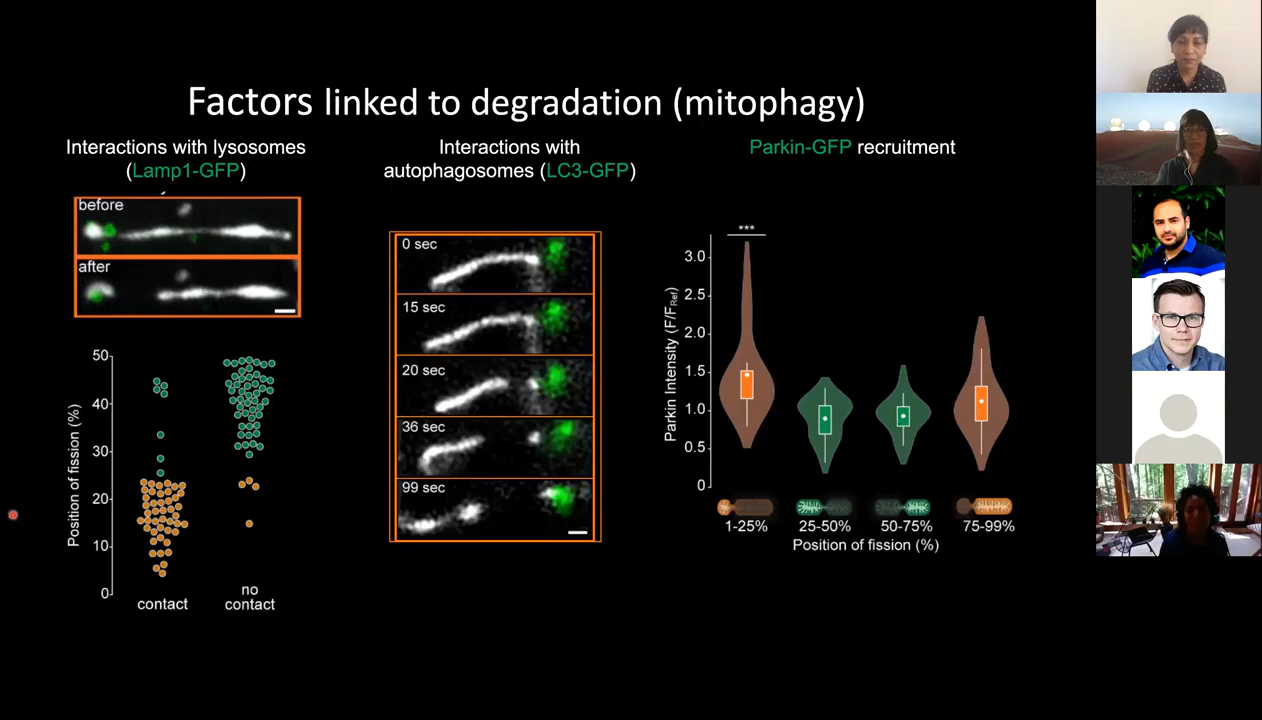 Factors linked to degradation (mitophagy)
Interactions with lysosomes
(Lamp1-GFP)
before
after
50
40
30
20
10
0
Position of fission (%)
contact
no
contact
Interactions with
autophagosomes (LC3-GFP)
0 sec
15 sec
20 sec
36 sec
99 sec
Parkin-GFP recruitment
***
3.0
2.5
2.0
1.5
1.0
0.5
0
Parkin Intensity (F/FRef)
1-25%
25-50%
50-75%
75-99%
Position of fission (%)